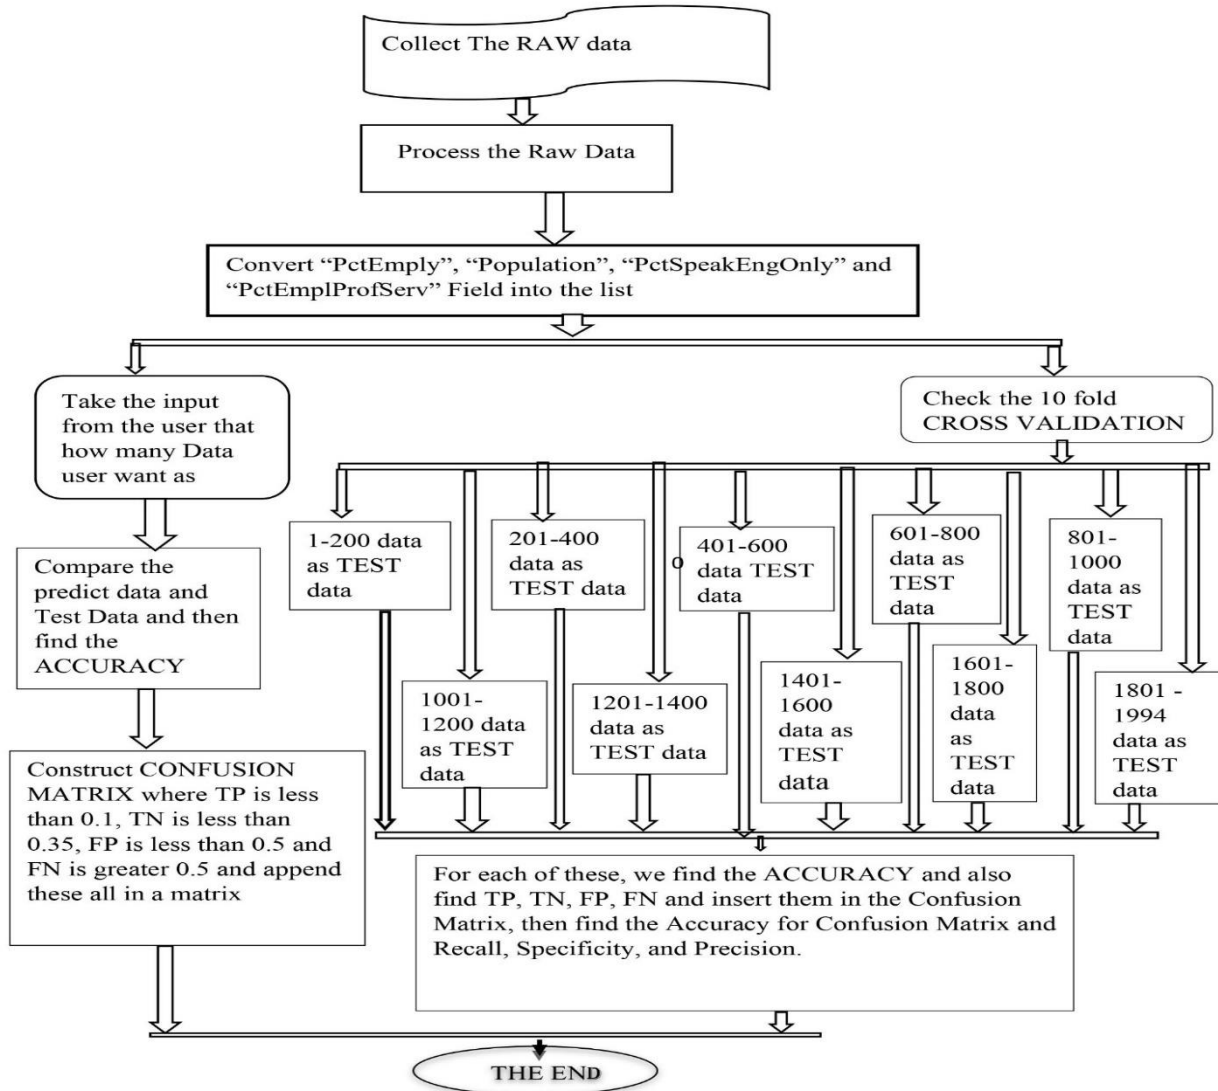 Collect The RAW data
Process the Raw Data
Convert “PctEmply”, “Population”, “PctSpeakEngOnly” and
“PctEmplProfServ” Field into the list
Take the input
from the user that
how many Data
user want as
Check the 10 fold
CROSS VALIDATION
Compare the
predict data and
Test Data and then
find the
ACCURACY
1-200 data
as TEST
data
201-400
data as
TEST data
o
401-600
data TEST
data
601-800
data as
TEST
data
801-
1000
data as
TEST
data
1001-
1200 data
as TEST
data
1201-1400
data as
TEST data
1401-
1600
data as
TEST
data
1601-
1800
data
as
TEST
data
1801 -
1994
data as
TEST
data
Construct CONFUSION
MATRIX where TP is less
than 0.1, TN is less than
0.35, FP is less than 0.5 and
FN is greater 0.5 and append
these all in a matrix
For each of these, we find the ACCURACY and also
find TP, TN, FP, FN and insert them in the Confusion
Matrix, then find the Accuracy for Confusion Matrix and
Recall, Specificity, and Precision.
THE END